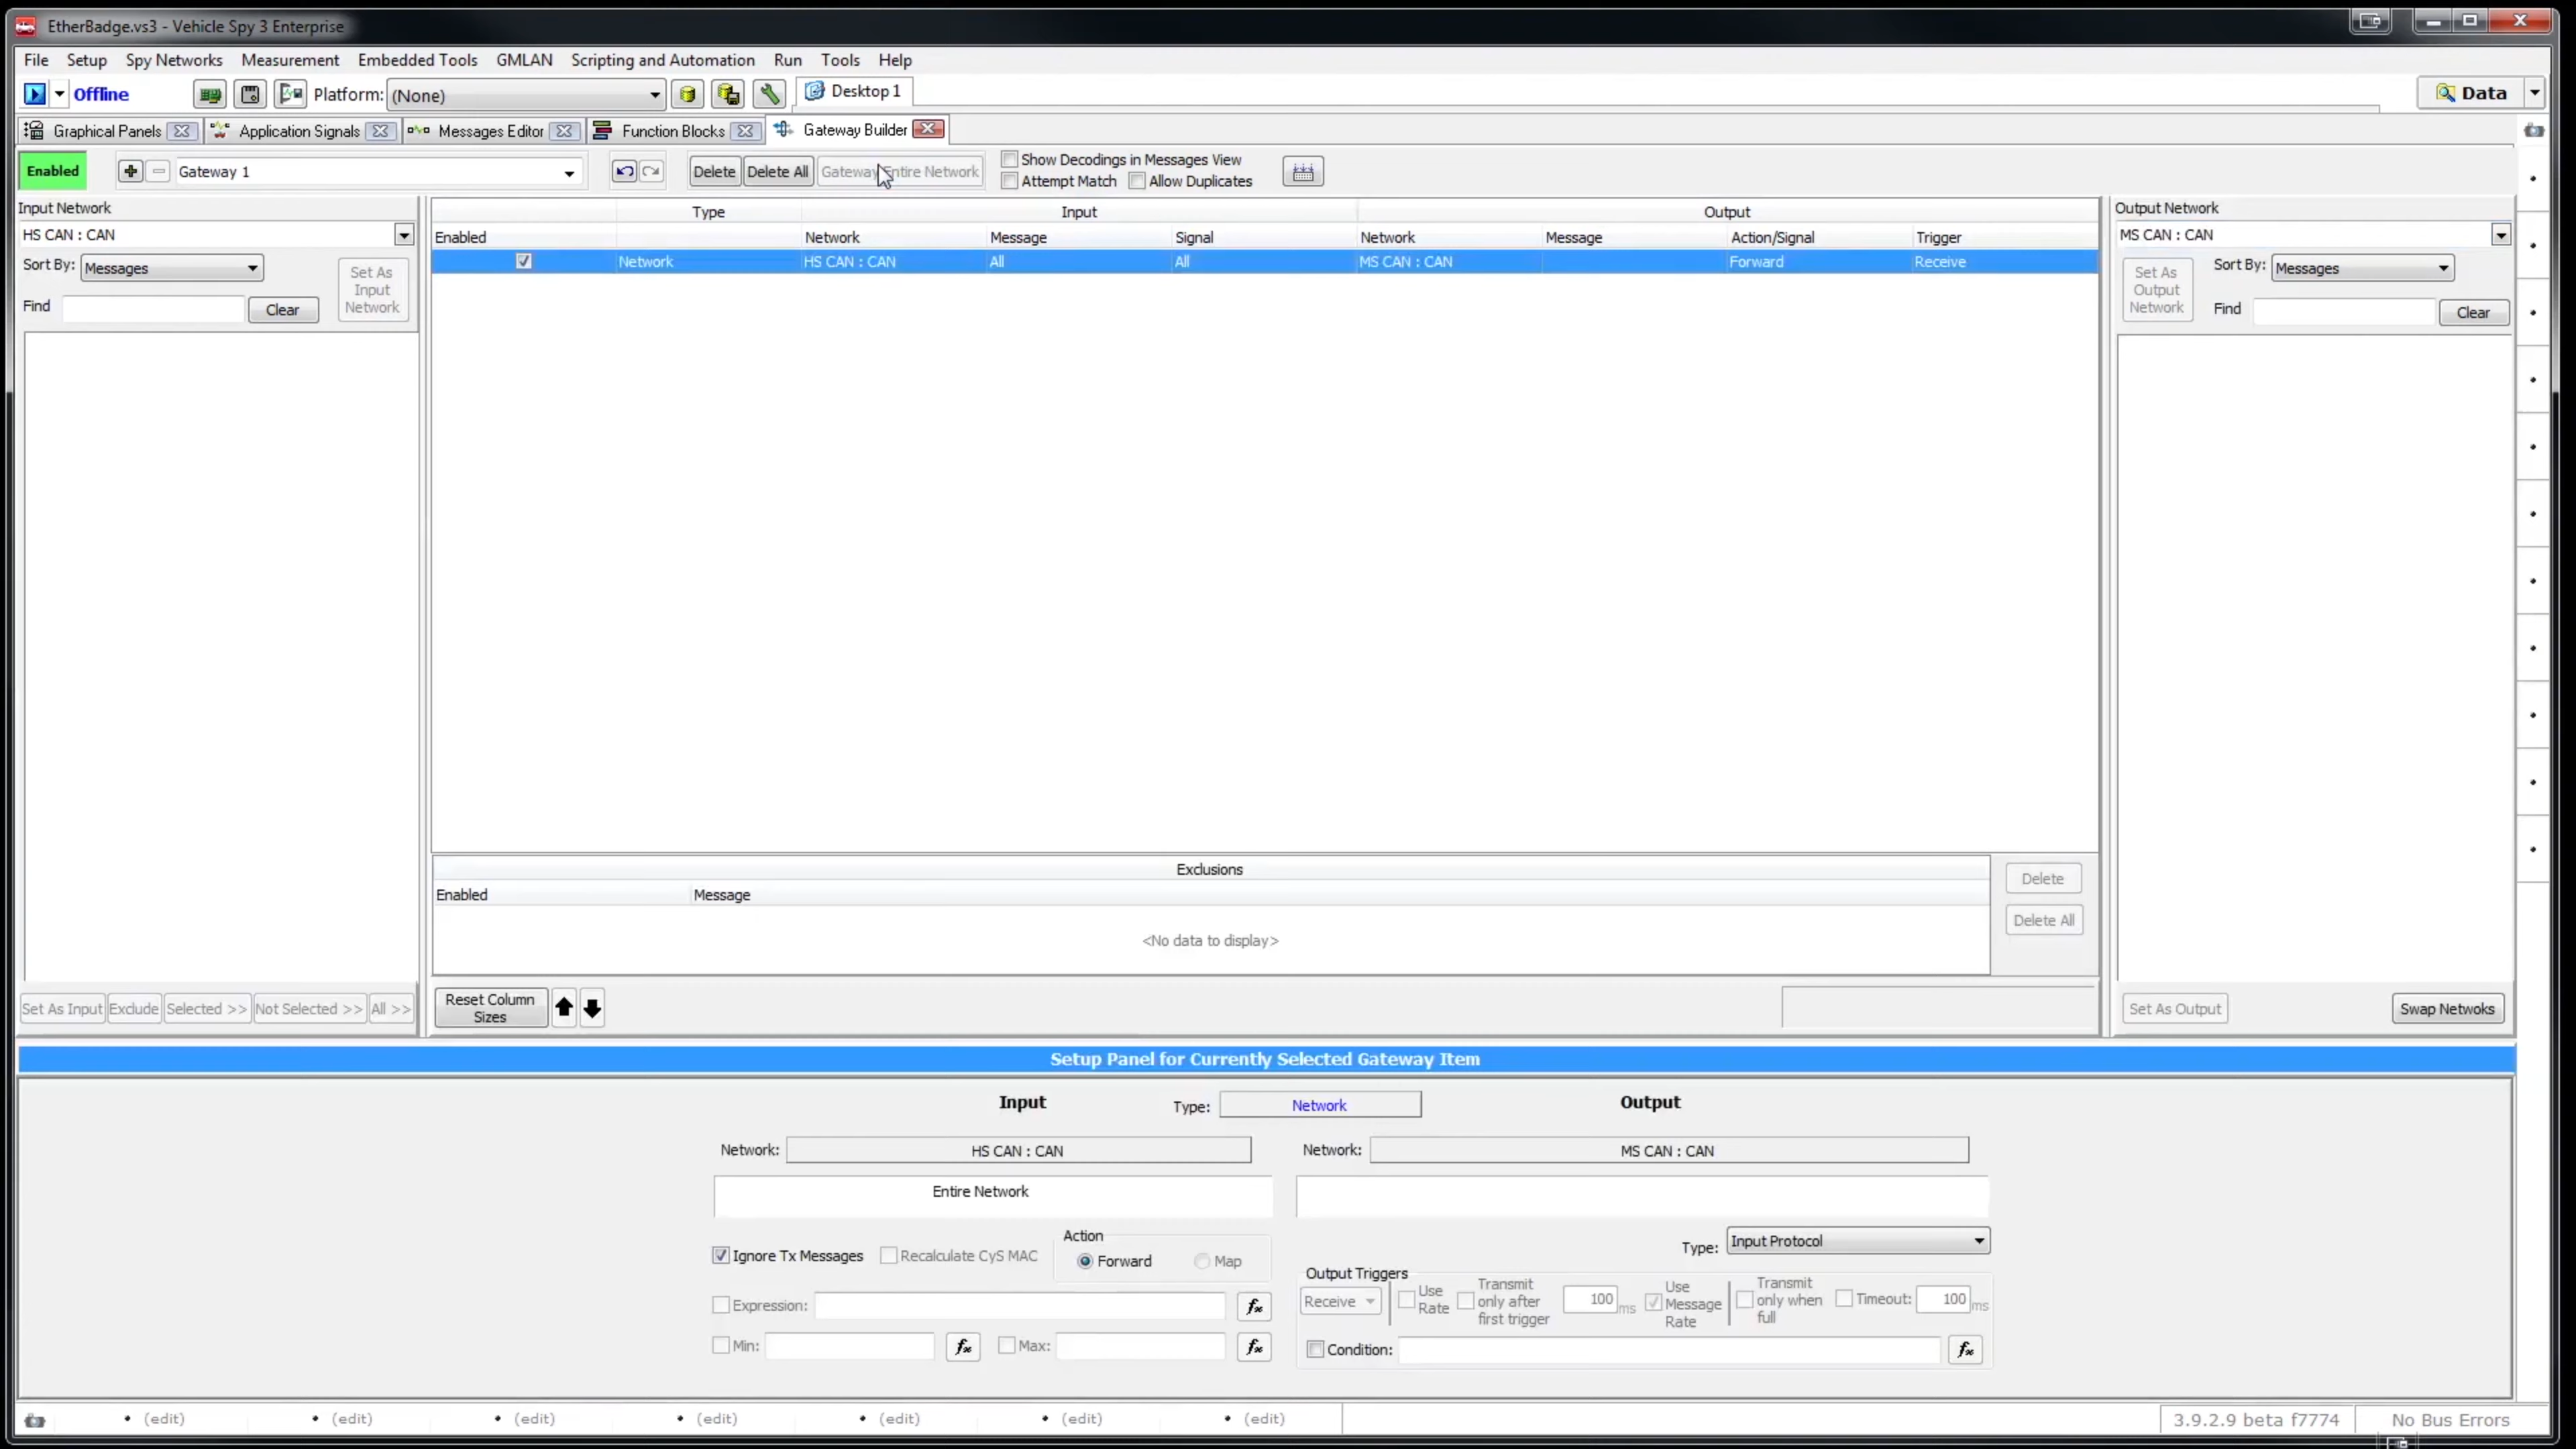 EtherBadge.vs3 - Vehicle Spy 3 Enterprise
File Setup Spy Networks Measurement Embedded Tools GMLAN Scripting and Automation Run Tools Help
Offline Platform: (None) Desktop 1 Data
Graphical Panels Application Signals Messages Editor Function Blocks Gateway Builder
Enabled Gateway 1 Delete Delete All Gateway Entire Network
Show Decodings in Messages View
Attempt Match Allow Duplicates
Input Network
HS CAN : CAN
Sort By: Messages
Set As
Input
Network
Find Clear
Type Input Output
Enabled Network Message Signal Network Message Action/Signal Trigger
Network HS CAN : CAN All All MS CAN : CAN Forward Receive
Output Network
MS CAN : CAN
Set As
Output
Network
Sort By: Messages
Find Clear
Exclusions
Enabled Message
<No data to display>
Delete
Delete All
Set As Input Exclude Selected >> Not Selected >> All >>
Reset Column
Sizes
Set As Output Swap Netwoks
Setup Panel for Currently Selected Gateway Item
Input Type: Network Output
Network: HS CAN : CAN Network: MS CAN : CAN
Entire Network
Ignore Tx Messages Recalculate CyS MAC
Action
Forward Map
Type: Input Protocol
Expression: fx
Min: fx Max: fx
Output Triggers
Receive
Use
Rate
Transmit
only after
first trigger
100 ms
Use
Message
Rate
Transmit
only when
full
Timeout: 100 ms
Condition: fx
(edit) (edit) (edit) (edit) (edit) (edit) (edit)
3.9.2.9 beta f7774 No Bus Errors